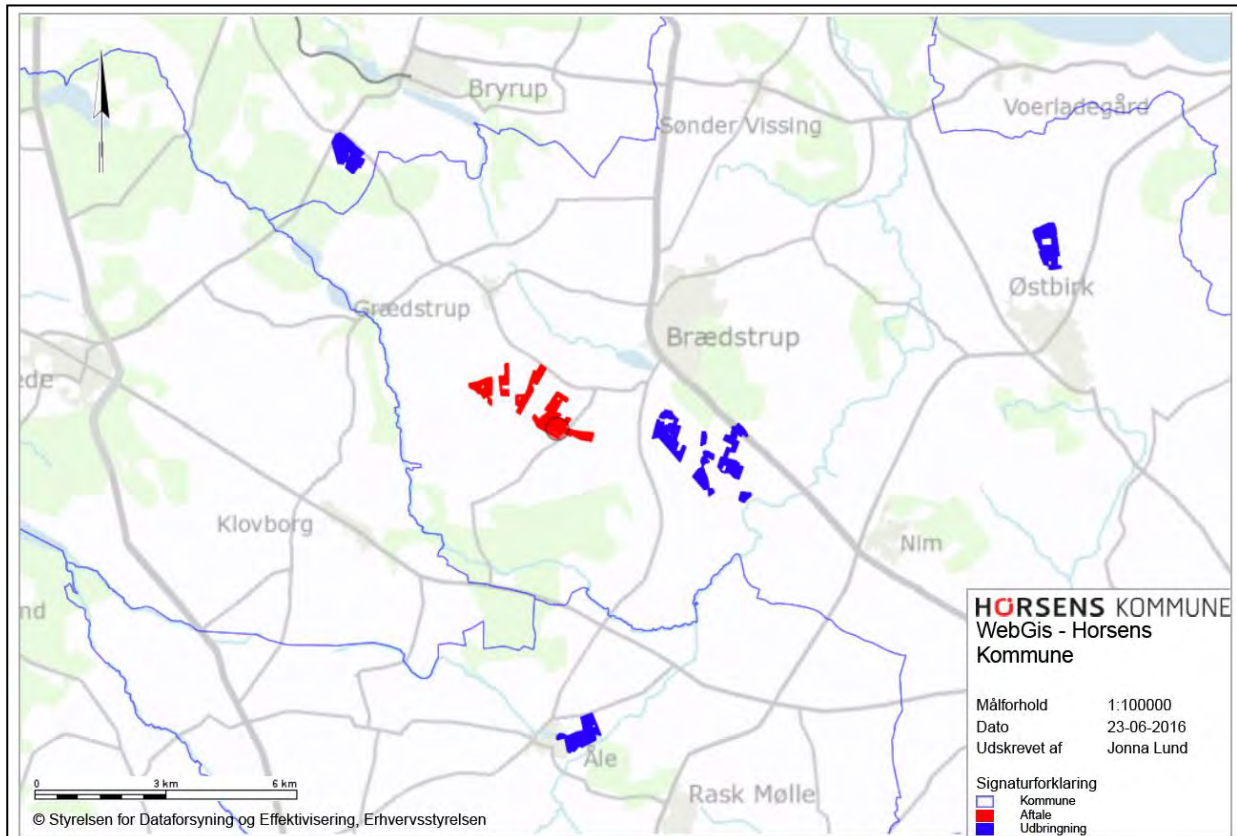 Bryrup
Voerladegård
Sønder Vissing
Østbirk
Grædstrup
Brædstrup
ede
Klovborg
Nim
nd
Åle
Rask Mølle
HORSENS KOMMUNE
WebGis - Horsens
Kommune
Målforhold 1:100000
Dato 23-06-2016
Udskrevet af Jonna Lund
Signaturforklaring
Kommune
Aftale
Udbringning
0 3 km 6 km
© Styrelsen for Dataforsyning og Effektivisering, Erhvervsstyrelsen